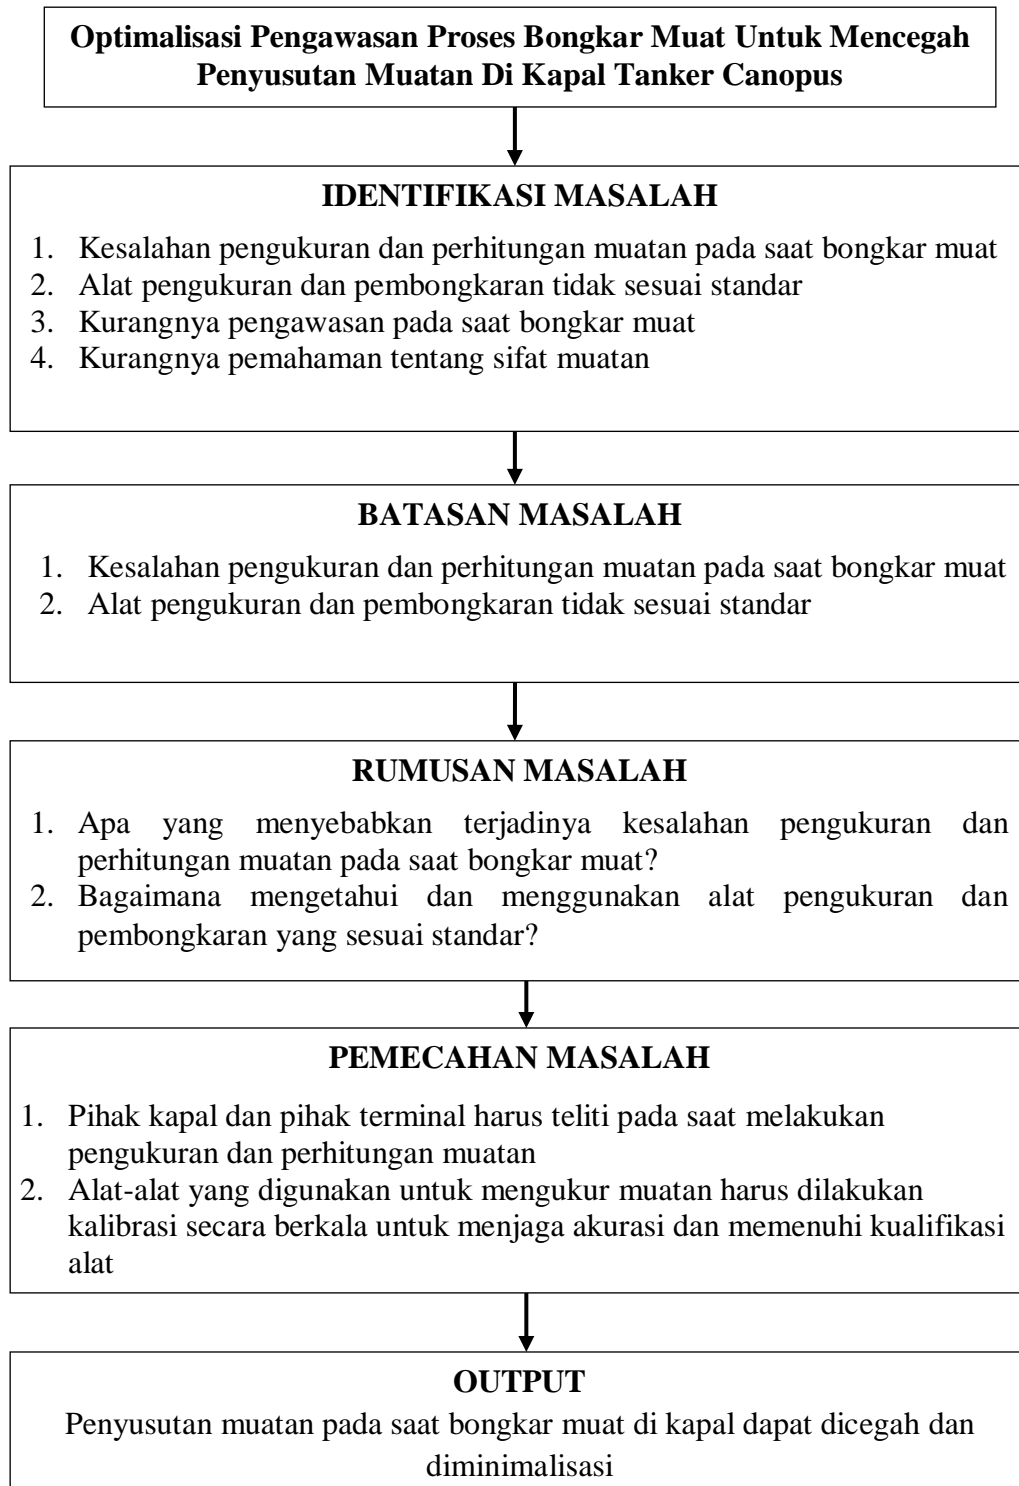 Optimalisasi Pengawasan Proses Bongkar Muat Untuk Mencegah
Penyusutan Muatan Di Kapal Tanker Canopus
IDENTIFIKASI MASALAH
1. Kesalahan pengukuran dan perhitungan muatan pada saat bongkar muat
2. Alat pengukuran dan pembongkaran tidak sesuai standar
3. Kurangnya pengawasan pada saat bongkar muat
4. Kurangnya pemahaman tentang sifat muatan
BATASAN MASALAH
1. Kesalahan pengukuran dan perhitungan muatan pada saat bongkar muat
2. Alat pengukuran dan pembongkaran tidak sesuai standar
RUMUSAN MASALAH
1. Apa yang menyebabkan terjadinya kesalahan pengukuran dan
perhitungan muatan pada saat bongkar muat?
2. Bagaimana mengetahui dan menggunakan alat pengukuran dan
pembongkaran yang sesuai standar?
PEMECAHAN MASALAH
1. Pihak kapal dan pihak terminal harus teliti pada saat melakukan
pengukuran dan perhitungan muatan
2. Alat-alat yang digunakan untuk mengukur muatan harus dilakukan
kalibrasi secara berkala untuk menjaga akurasi dan memenuhi kualifikasi
alat
OUTPUT
Penyusutan muatan pada saat bongkar muat di kapal dapat dicegah dan
diminimalisasi